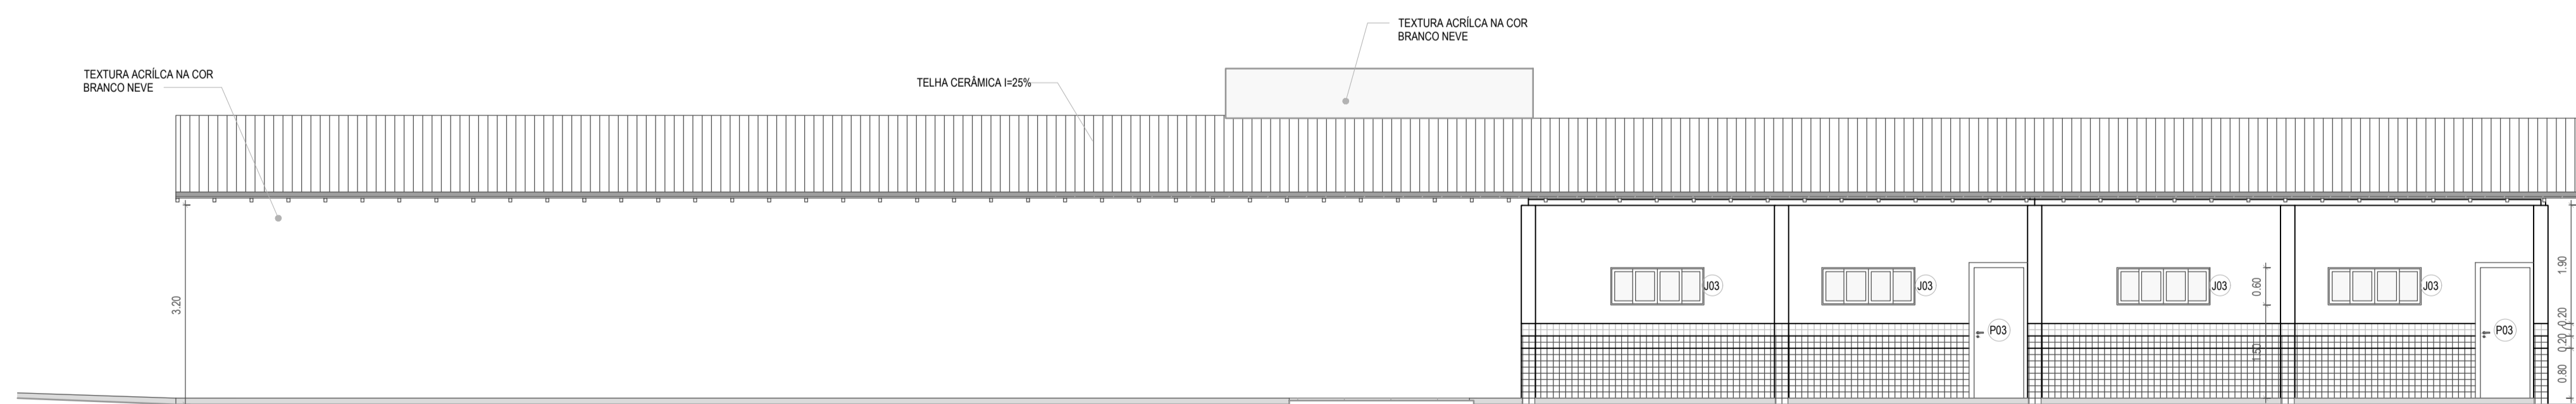 TEXTURA ACRÍLCA NA COR
BRANCO NEVE
TEXTURA ACRÍLCA NA COR
BRANCO NEVE
TELHA CERÂMICA I=25%
3.20
J03
J03
J03
J03
0.60
1.90
P03
P03
0.20
0.20
1.50
0.80